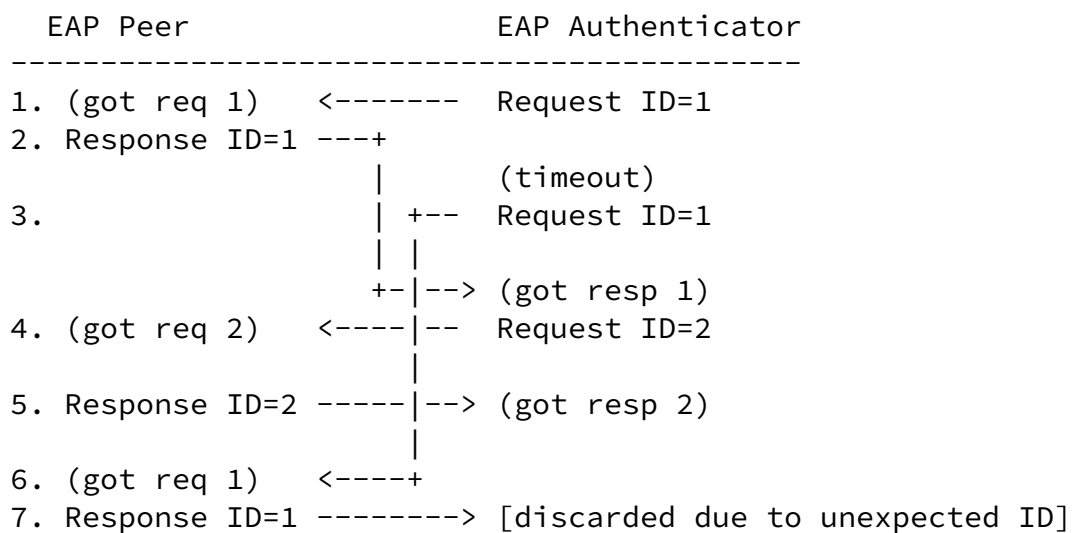 EAP Peer                 EAP Authenticator
--------------------------------------------
1. (got req 1)   <-------  Request ID=1
2. Response ID=1 ---+
                    |      (timeout)
3.                  | +--  Request ID=1
                    | |
                    +-|--> (got resp 1)
4. (got req 2)   <----|--  Request ID=2
                      |
5. Response ID=2 -----|--> (got resp 2)
                      |
6. (got req 1)   <----+
7. Response ID=1 --------> [discarded due to unexpected ID]